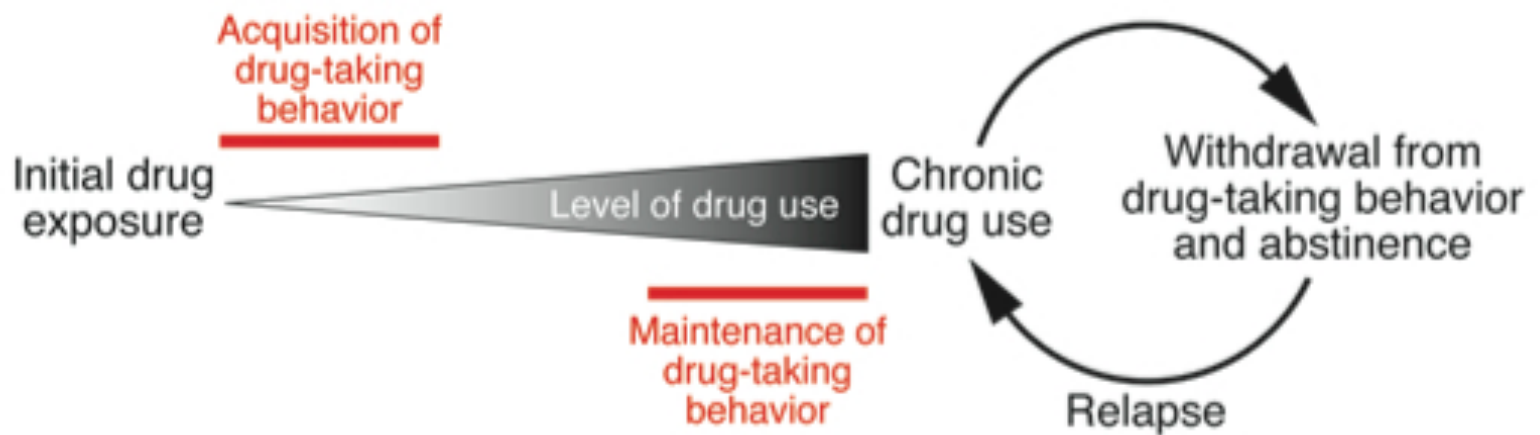 Acquisition of
drug-taking
behavior
Initial drug
exposure
Level of drug use
Chronic
drug use
Withdrawal from
drug-taking behavior
and abstinence
Maintenance of
drug-taking
behavior
Relapse